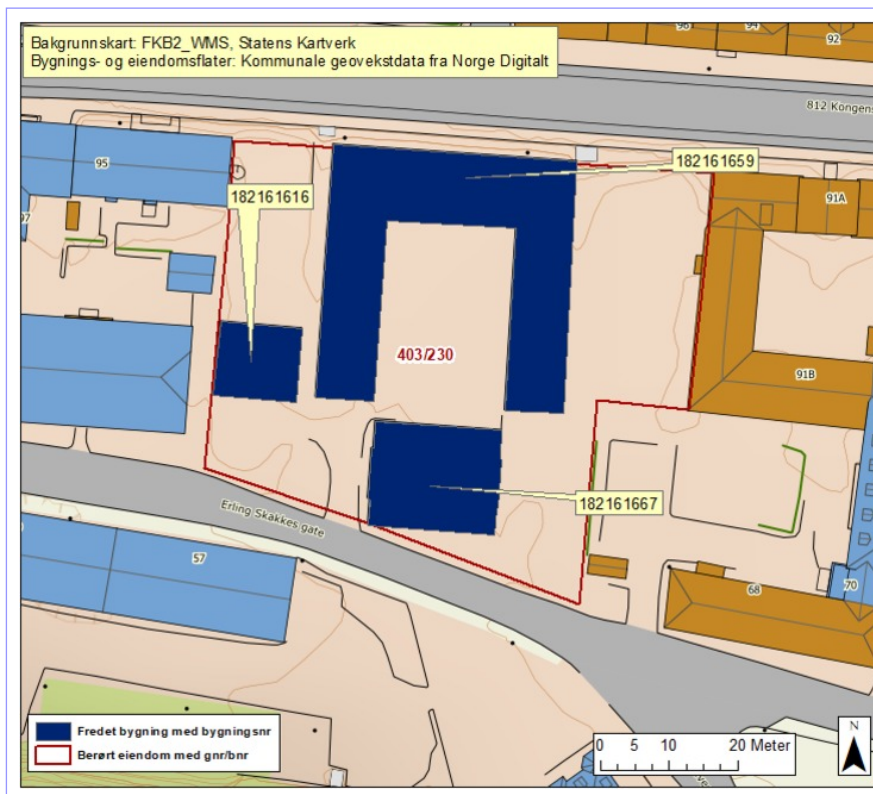 Bakgrunnskart: FKB2_WMS, Statens Kartverk
Bygnings- og eiendomsflater: Kommunale geovekstdata fra Norge Digitalt
92
812 Kongens
182161659
95
182161616
91A
97
403/230
91B
182161667
Erling Skakkes gate
57
68
70
Fredet bygning med bygningsnr
Berørt eiendom med gnr/bnr
0 5 10 20 Meter
N